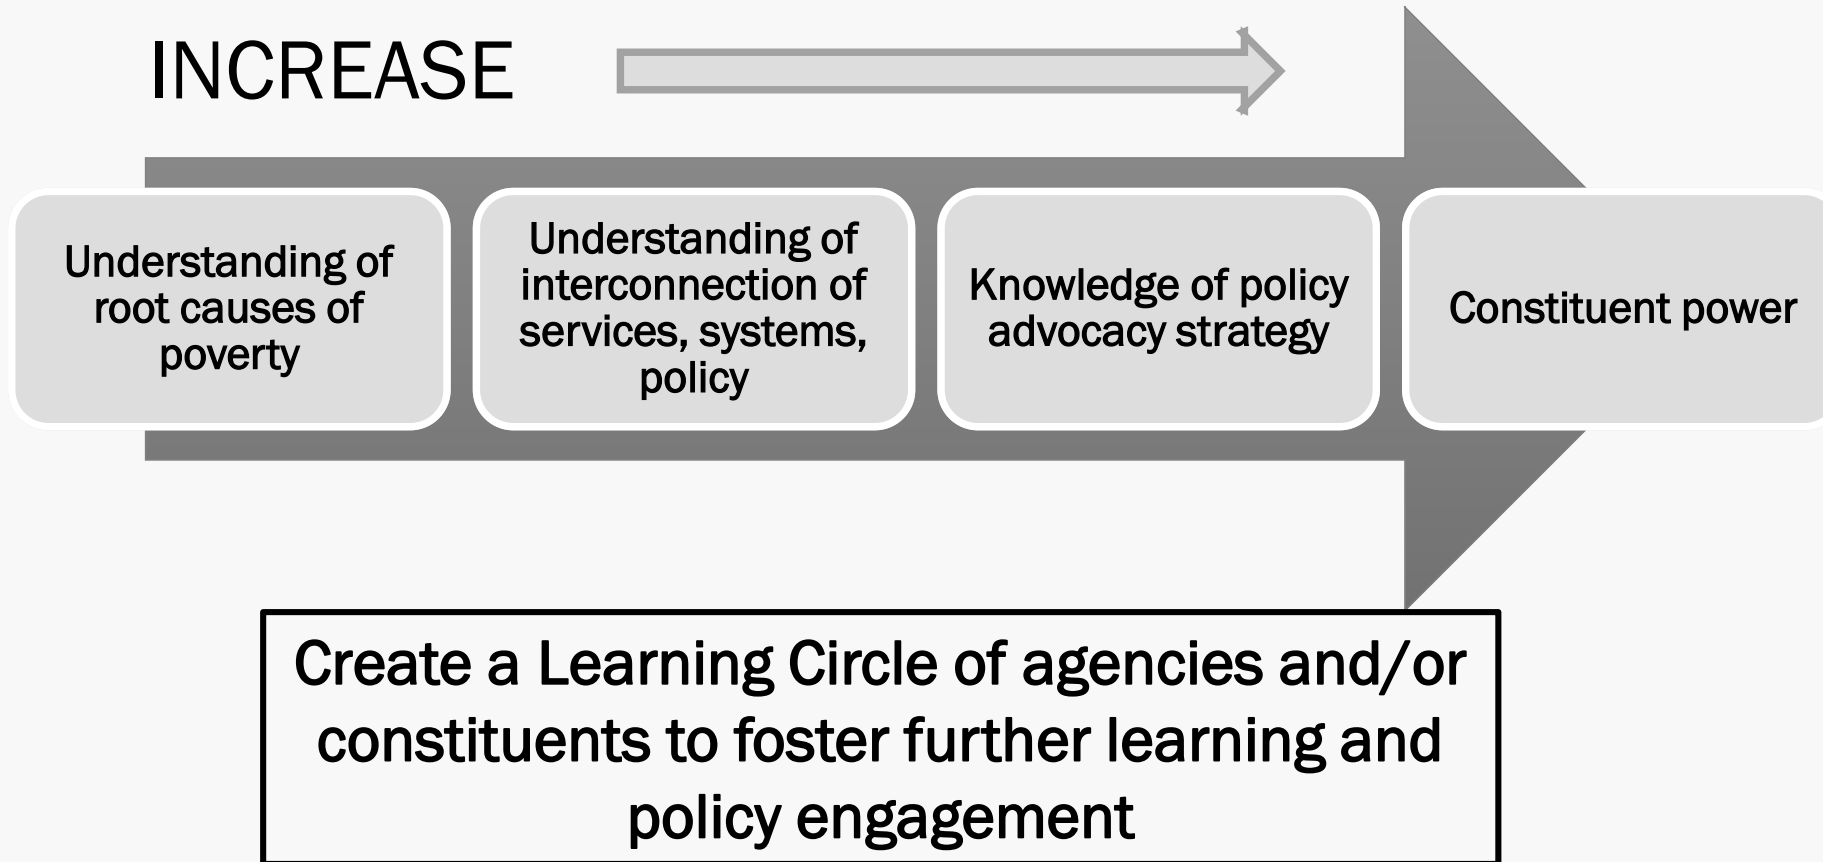 INCREASE
Understanding of
root causes of
poverty
Understanding of
interconnection of
services, systems,
policy
Knowledge of policy
advocacy strategy
Constituent power
Create a Learning Circle of agencies and/or
constituents to foster further learning and
policy engagement